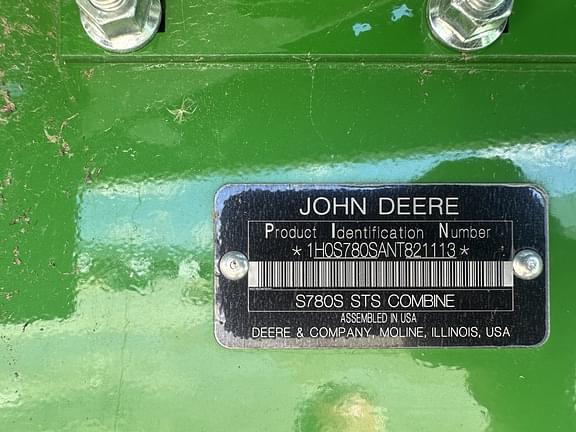 JOHN DEERE
Product Identification Number
*1H0S780SANT821113*
S780S STS COMBINE
ASSEMBLED IN USA
DEERE & COMPANY, MOLINE, ILLINOIS, USA